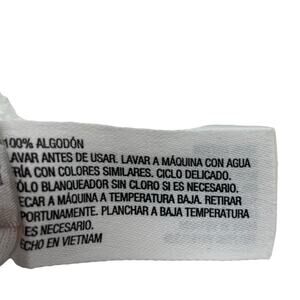 100% ALGODÓN
LAVAR ANTES DE USAR. LAVAR A MÁQUINA CON AGUA
RÍA CON COLORES SIMILARES. CICLO DELICADO.
ÓLO BLANQUEADOR SIN CLORO SI ES NECESARIO.
ECAR A MÁQUINA A TEMPERATURA BAJA. RETIRAR
PORTUNAMENTE. PLANCHAR A BAJA TEMPERATURA
ES NECESARIO.
ECHO EN VIETNAM